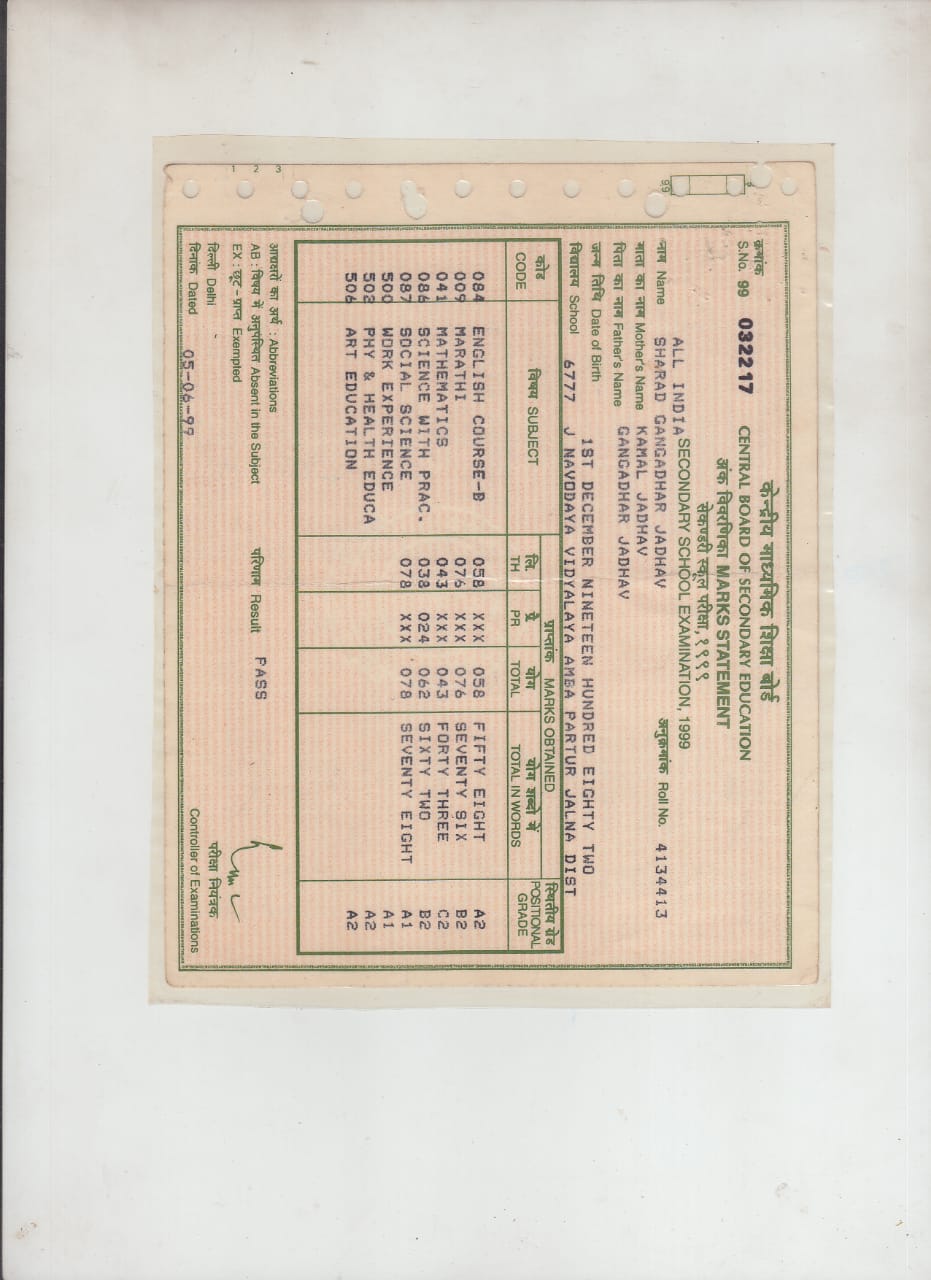 1 2 3
99
क्रमांक
S.No. 99 032217
केन्द्रीय माध्यमिक शिक्षा बोर्ड
CENTRAL BOARD OF SECONDARY EDUCATION
अंक विवरणिका MARKS STATEMENT
सेकण्डरी स्कूल परीक्षा, १९९९
ALL INDIA SECONDARY SCHOOL EXAMINATION, 1999
नाम Name SHARAD GANGADHAR JADHAV अनुक्रमांक Roll No. 4134413
माता का नाम Mother's Name KAMAL JADHAV
पिता का नाम Father's Name GANGADHAR JADHAV
जन्म तिथि Date of Birth 1ST DECEMBER NINETEEN HUNDRED EIGHTY TWO
विद्यालय School 6777 J NAVODAYA VIDYALAYA AMBA PARTUR JALNA DIST
कोड CODE विषय SUBJECT प्राप्तांक MARKS OBTAINED स्थितीय ग्रेड POSITIONAL GRADE
लि. TH प्रै. PR योग TOTAL योग शब्दों में TOTAL IN WORDS
084 ENGLISH COURSE-B 058 XXX 058 FIFTY EIGHT A2
009 MARATHI 076 XXX 076 SEVENTY SIX B2
041 MATHEMATICS 043 XXX 043 FORTY THREE C2
086 SCIENCE WITH PRAC. 038 024 062 SIXTY TWO B2
087 SOCIAL SCIENCE 078 XXX 078 SEVENTY EIGHT A1
500 WORK EXPERIENCE A1
502 PHY & HEALTH EDUCA A2
506 ART EDUCATION A2
आद्यक्षरों का अर्थ : Abbreviations
AB : विषय में अनुपस्थित Absent in the Subject परिणाम Result PASS
EX : छूट - प्राप्त Exempted
दिल्ली Delhi परीक्षा नियंत्रक
दिनांक Dated 05-06-99 Controller of Examinations